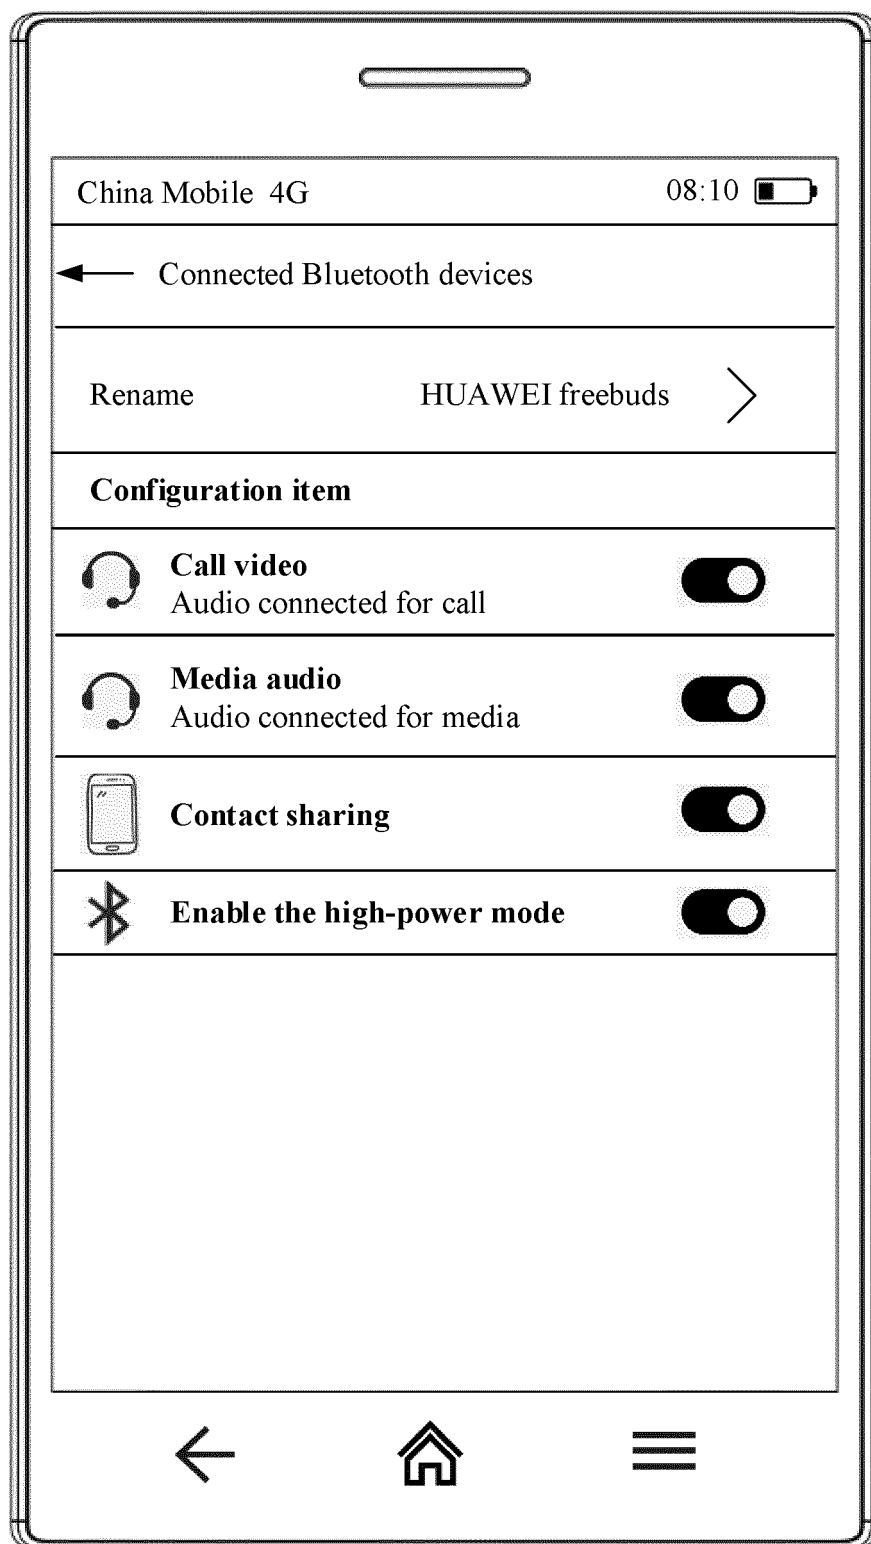 China Mobile 4G 08:10
Connected Bluetooth devices
Rename HUAWEI freebuds
Configuration item
Call video
Audio connected for call
Media audio
Audio connected for media
Contact sharing
Enable the high-power mode